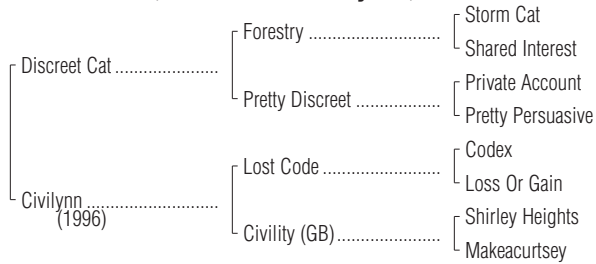 Storm Cat
Forestry ........................
Shared Interest
Discreet Cat ...................
Private Account
Pretty Discreet ...............
Pretty Persuasive
Codex
Lost Code .....................
Loss Or Gain
Civilynn ........................
(1996)
Shirley Heights
Civility (GB) ...................
Makeacurtsey